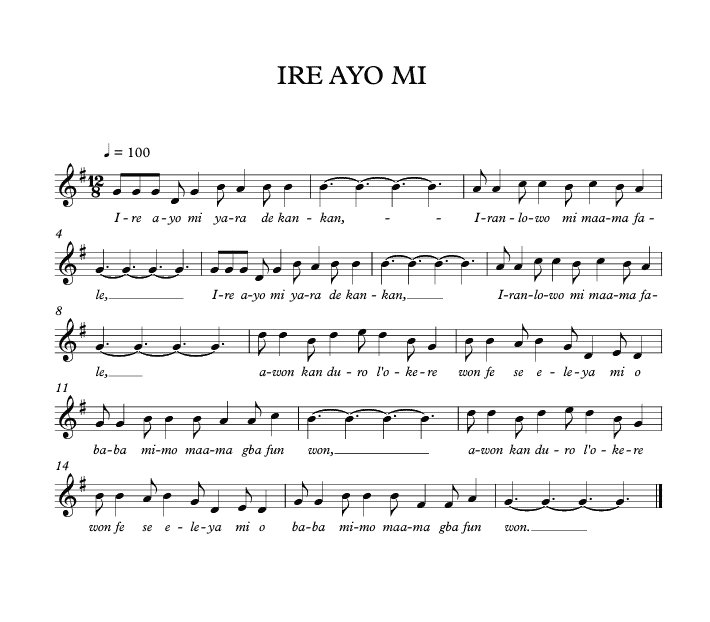 IRE AYO MI
♩ = 100
12
8
I - re a-yo mi ya-ra de kan - kan, - - I-ran - lo-wo mi maa-ma fa -
4
le, I-re a-yo mi ya-ra de kan - kan, I-ran-lo-wo mi maa-ma fa-
8
le, a-won kan du - ro l'o - ke - re won fe se e - le-ya mi o
11
ba-ba mi-mo maa-ma gba fun won, a-won kan du - ro l'o - ke-re
14
won fe se e - le-ya mi o ba-ba mi-mo maa-ma gba fun won.